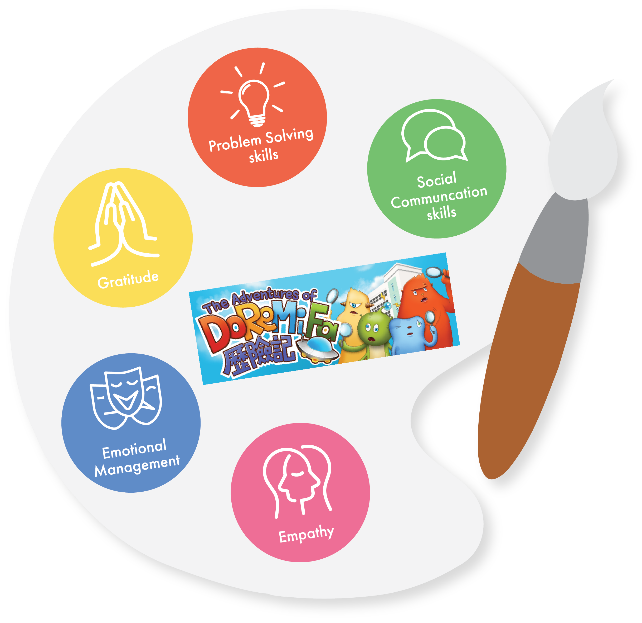 Problem Solving
skills
Social
Communcation
skills
Gratitude
The Adventures of
DoReMiFa
歷險記
Emotional
Management
Empathy